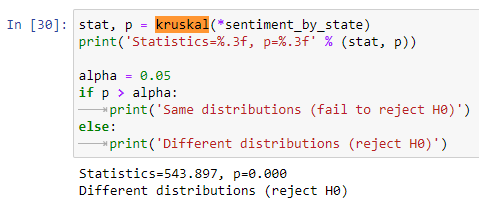 In [30]: stat, p = kruskal(*sentiment_by_state)
print('Statistics=%.3f, p=%.3f' % (stat, p))
alpha = 0.05
if p > alpha:
print('Same distributions (fail to reject H0)')
else:
print('Different distributions (reject H0)')
Statistics=543.897, p=0.000
Different distributions (reject H0)